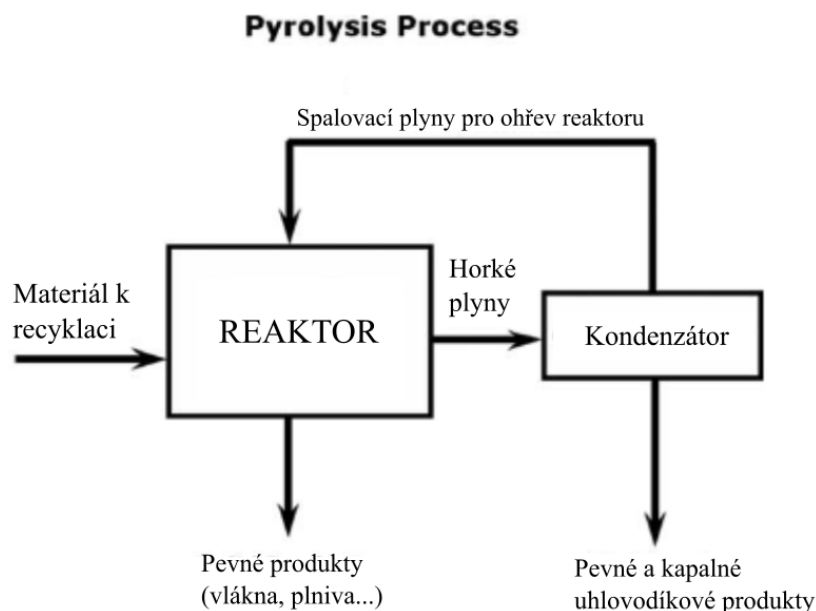 Pyrolysis Process
Spalovací plyny pro ohřev reaktoru
Materiál k
recyklaci
REAKTOR
Horké
plyny
Kondenzátor
Pevné produkty
(vlákna, plniva...)
Pevné a kapalné
uhlovodíkové produkty